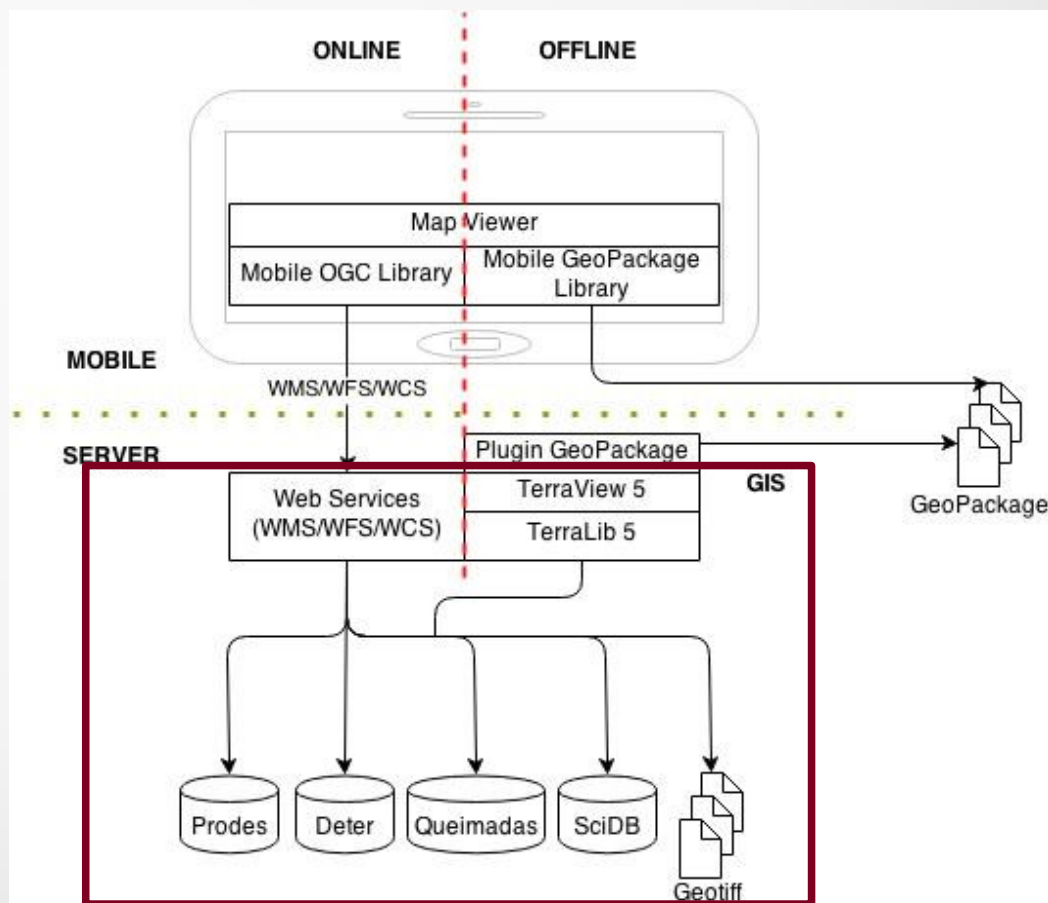 ONLINE
OFFLINE
Map Viewer
Mobile OGC Library
Mobile GeoPackage
Library
MOBILE
WMS/WFS/WCS
SERVER
Plugin GeoPackage
GIS
Web Services
(WMS/WFS/WCS)
TerraView 5
TerraLib 5
GeoPackage
Prodes
Deter
Queimadas
SciDB
Geotiff